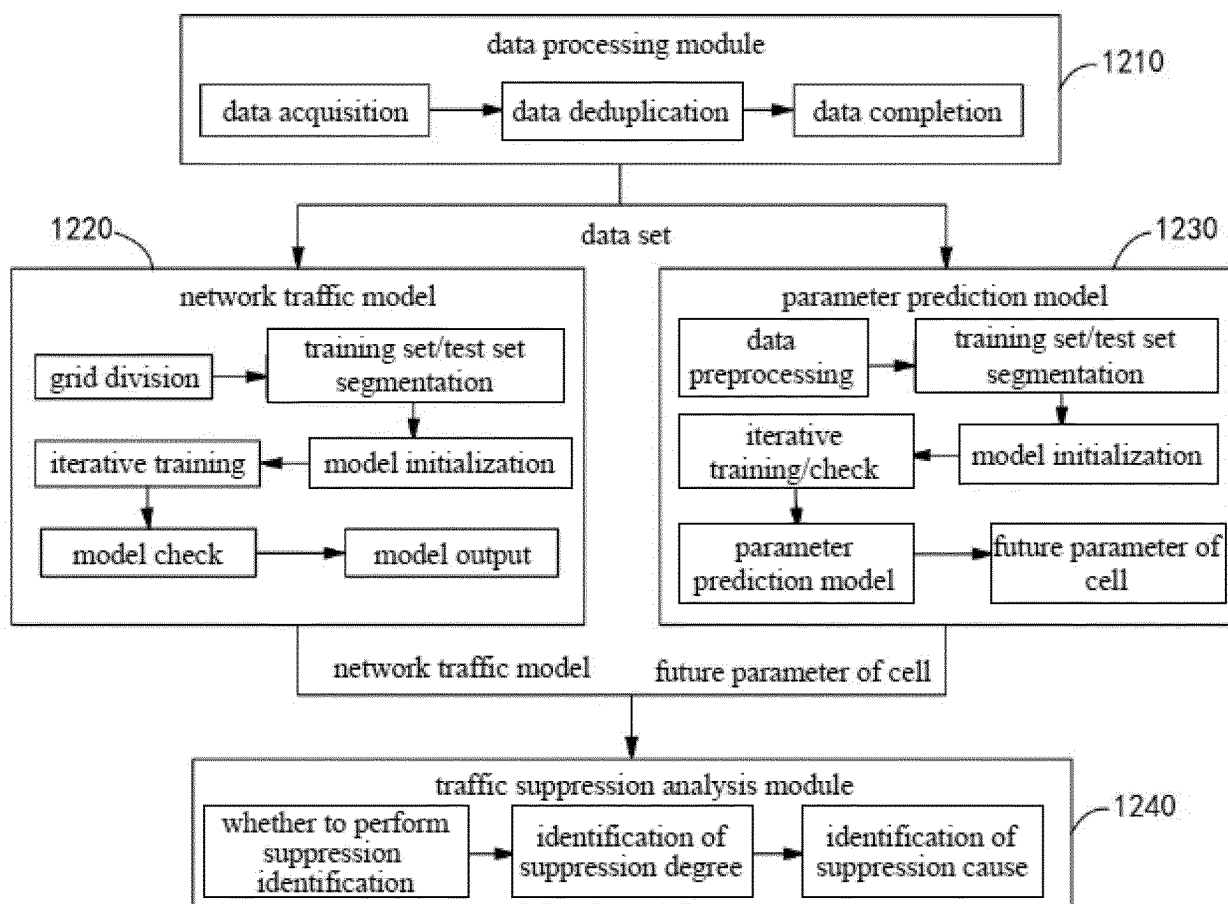 data processing module
1210
data acquisition
data deduplication
data completion
data set
1220
network traffic model
grid division
training set/test set
segmentation
iterative training
model initialization
model check
model output
1230
parameter prediction model
data
preprocessing
training set/test set
segmentation
iterative
training/check
model initialization
parameter
prediction model
future parameter of
cell
network traffic model
future parameter of cell
traffic suppression analysis module
1240
whether to perform
suppression
identification
identification of
suppression degree
identification of
suppression cause